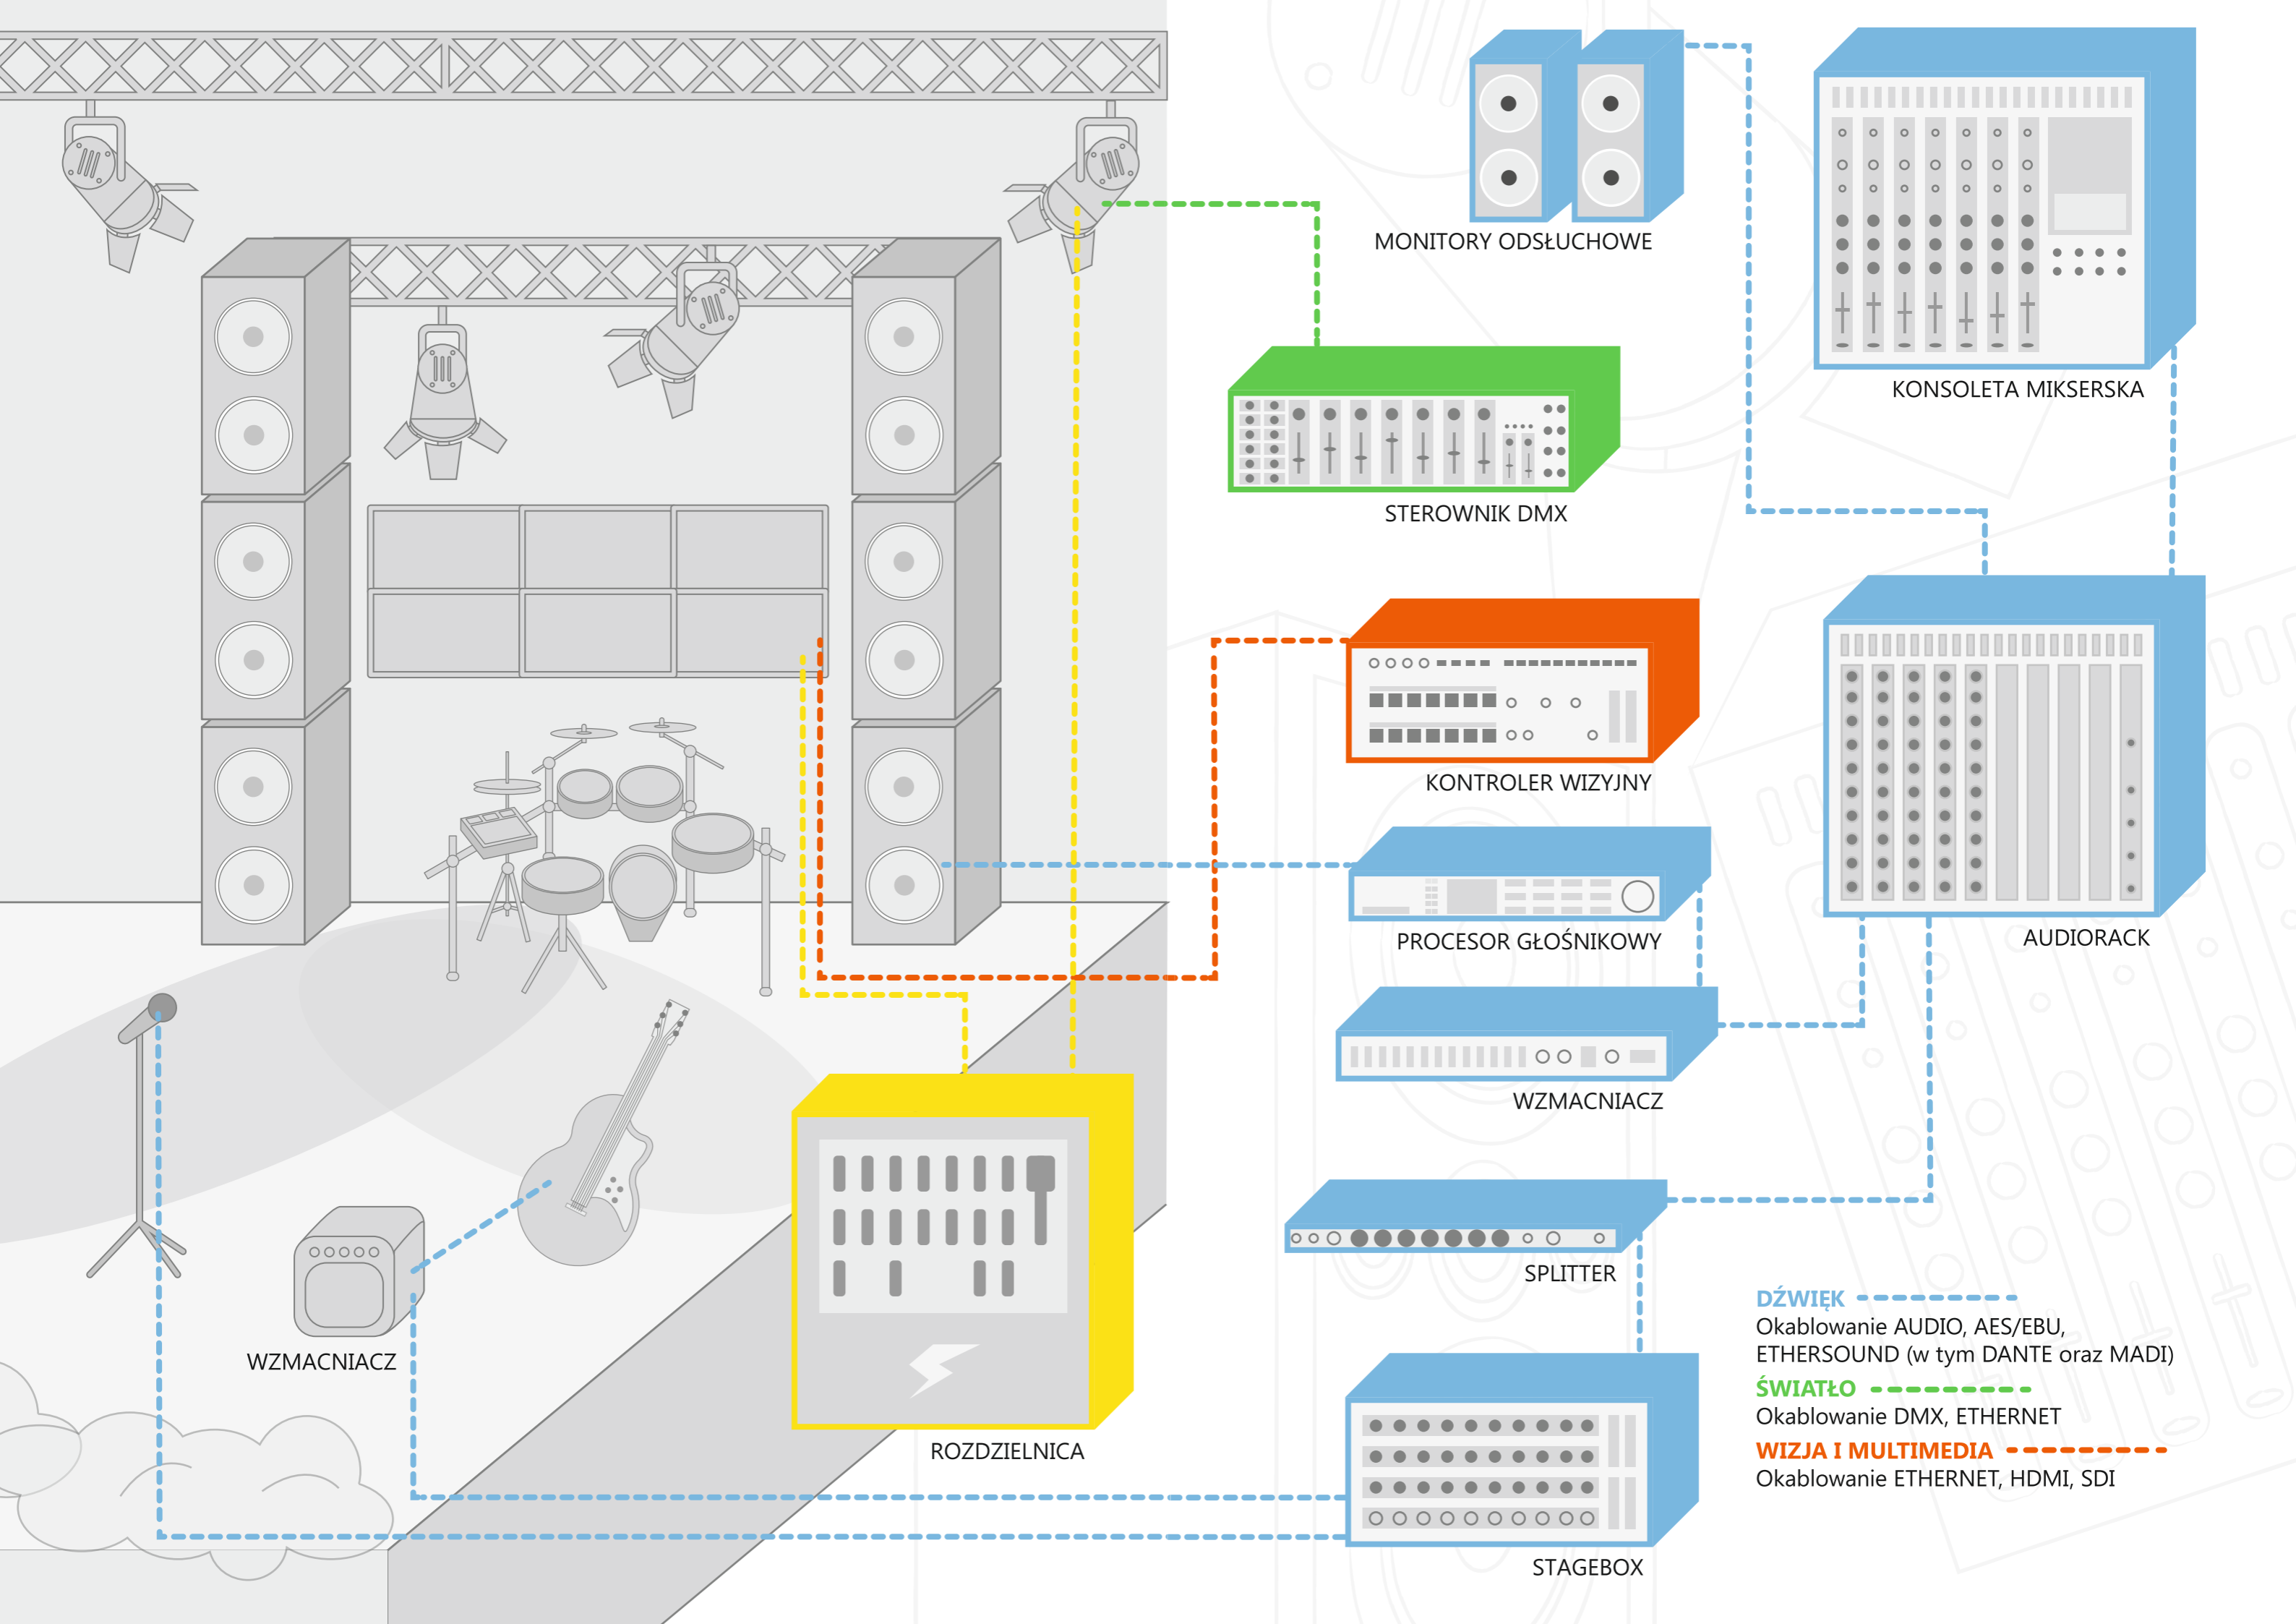 MONITORY ODSŁUCHOWE
KONSOLETA MIKSERSKA
STEROWNIK DMX
KONTROLER WIZYJNY
PROCESOR GŁOŚNIKOWY
AUDIORACK
WZMACNIACZ
SPLITTER
WZMACNIACZ
ROZDZIELNICA
STAGEBOX
DŹWIĘK
Okablowanie AUDIO, AES/EBU,
ETHERSOUND (w tym DANTE oraz MADI)
ŚWIATŁO
Okablowanie DMX, ETHERNET
WIZJA I MULTIMEDIA
Okablowanie ETHERNET, HDMI, SDI